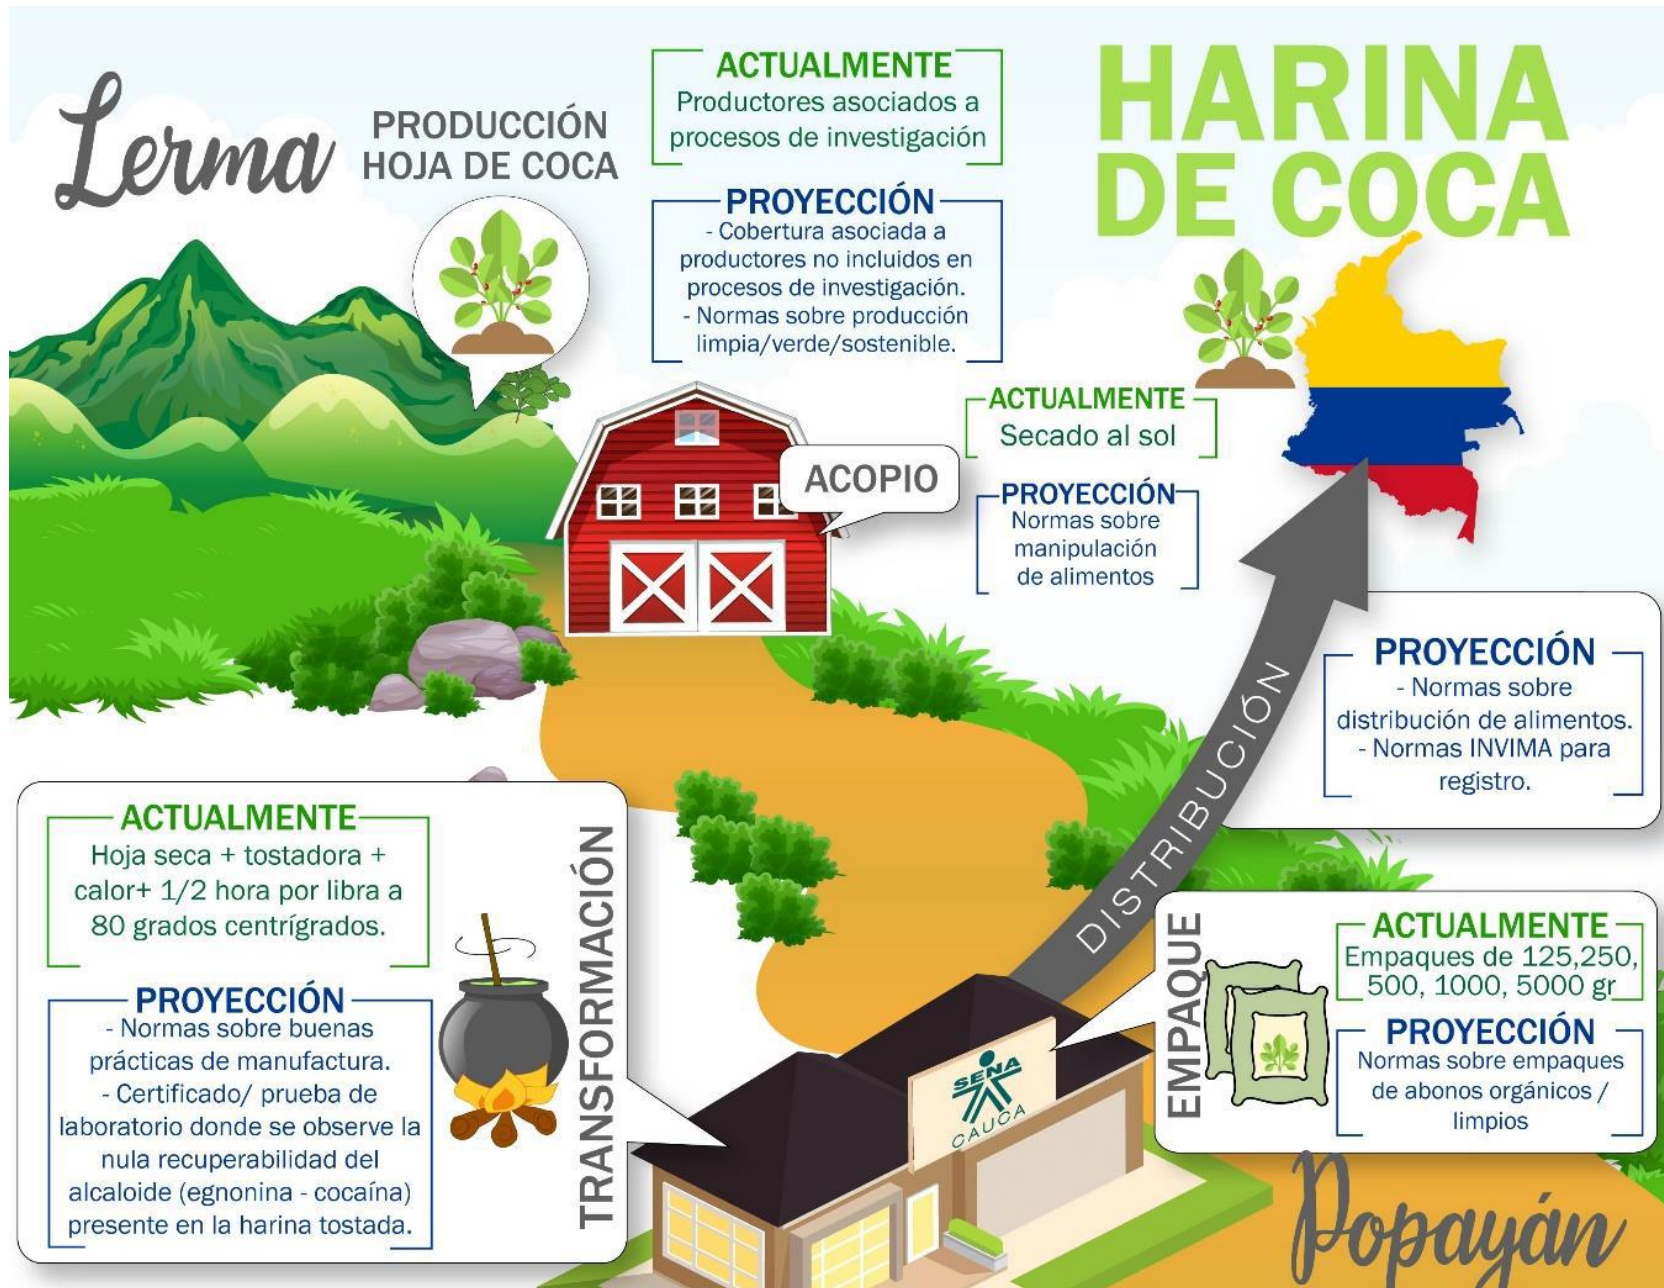 Lerma
PRODUCCIÓN
HOJA DE COCA
ACTUALMENTE
Productores asociados a
procesos de investigación
PROYECCIÓN
- Cobertura asociada a
productores no incluidos en
procesos de investigación.
- Normas sobre producción
limpia/verde/sostenible.
HARINA
DE COCA
ACOPIO
ACTUALMENTE
Secado al sol
PROYECCIÓN
Normas sobre
manipulación
de alimentos
DISTRIBUCIÓN
PROYECCIÓN
- Normas sobre
distribución de alimentos.
- Normas INVIMA para
registro.
TRANSFORMACIÓN
ACTUALMENTE
Hoja seca + tostadora +
calor+ 1/2 hora por libra a
80 grados centrígrados.
PROYECCIÓN
- Normas sobre buenas
prácticas de manufactura.
- Certificado/ prueba de
laboratorio donde se observe la
nula recuperabilidad del
alcaloide (egnonina - cocaína)
presente en la harina tostada.
SENA
CAUCA
EMPAQUE
ACTUALMENTE
Empaques de 125,250,
500, 1000, 5000 gr
PROYECCIÓN
Normas sobre empaques
de abonos orgánicos /
limpios
Popayán